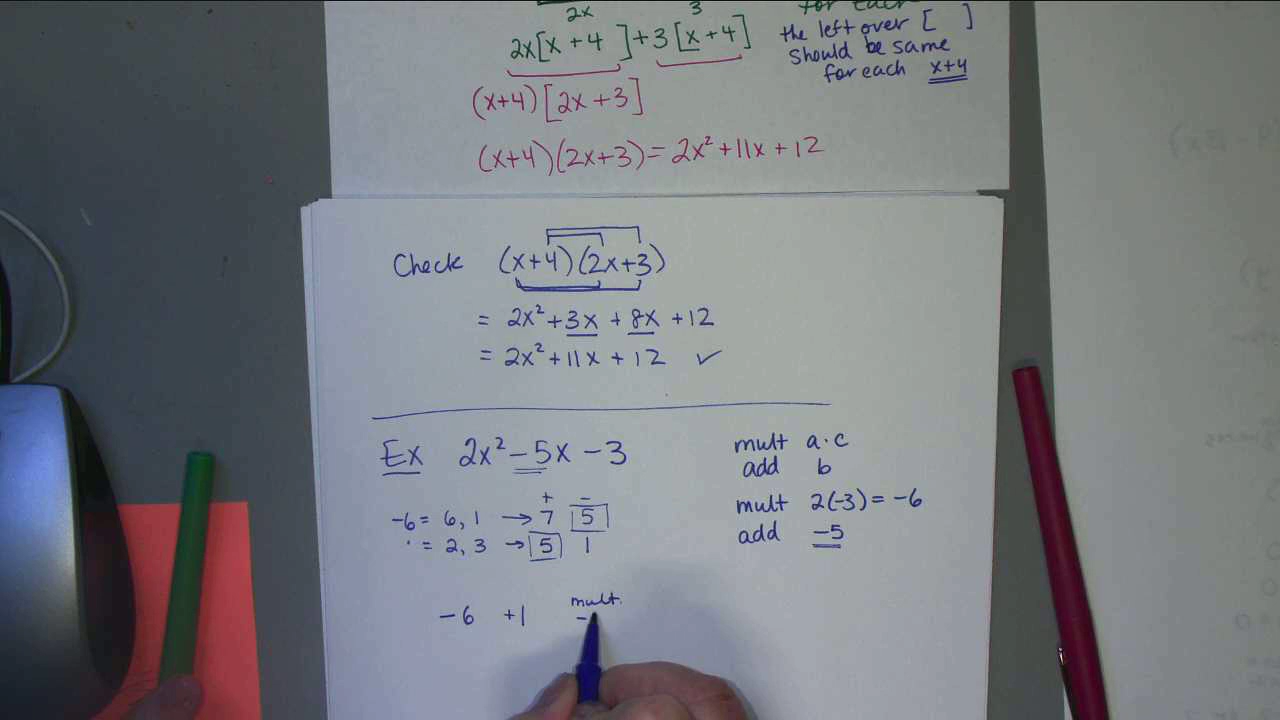 for each
2x 3
2x[x + 4 ] + 3 [x + 4]
the left over [ ]
should be same
for each x+4
(x+4)[2x + 3]
(x+4)(2x+3) = 2x² + 11x + 12
Check (x+4)(2x+3)
= 2x² + 3x + 8x + 12
= 2x² + 11x + 12 ✓
Ex 2x² - 5x - 3
mult a · c
add b
+ -
-6 = 6, 1 → 7 5
= 2, 3 → 5 1
mult 2(-3) = -6
add -5
mult.
-6 +1 -
Ex)